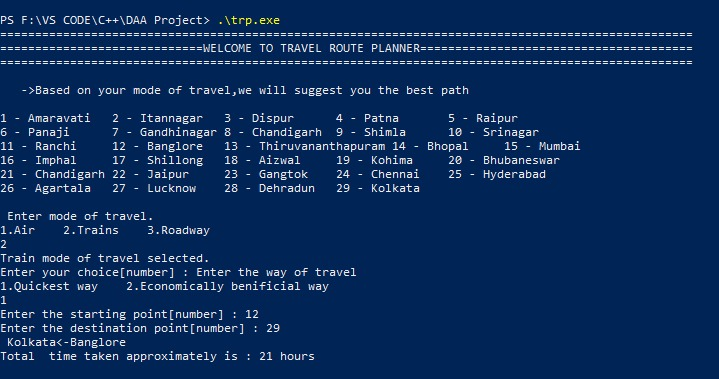 PS F:\VS CODE\C++\DAA Project> .\trp.exe
===================================================================================================
=============================WELCOME TO TRAVEL ROUTE PLANNER=======================================
===================================================================================================
->Based on your mode of travel,we will suggest you the best path
1 - Amaravati   2 - Itannagar   3 - Dispur      4 - Patna       5 - Raipur
6 - Panaji      7 - Gandhinagar 8 - Chandigarh  9 - Shimla      10 - Srinagar
11 - Ranchi     12 - Banglore   13 - Thiruvananthapuram 14 - Bhopal     15 - Mumbai
16 - Imphal     17 - Shillong   18 - Aizwal     19 - Kohima     20 - Bhubaneswar
21 - Chandigarh 22 - Jaipur     23 - Gangtok    24 - Chennai    25 - Hyderabad
26 - Agartala   27 - Lucknow    28 - Dehradun   29 - Kolkata
Enter mode of travel.
1.Air    2.Trains    3.Roadway
2
Train mode of travel selected.
Enter your choice[number] : Enter the way of travel
1.Quickest way    2.Economically benificial way
1
Enter the starting point[number] : 12
Enter the destination point[number] : 29
Kolkata<-Banglore
Total  time taken approximately is : 21 hours